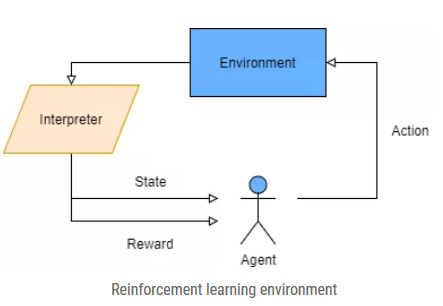 Environment
Interpreter
Action
State
Reward
Agent
Reinforcement learning environment